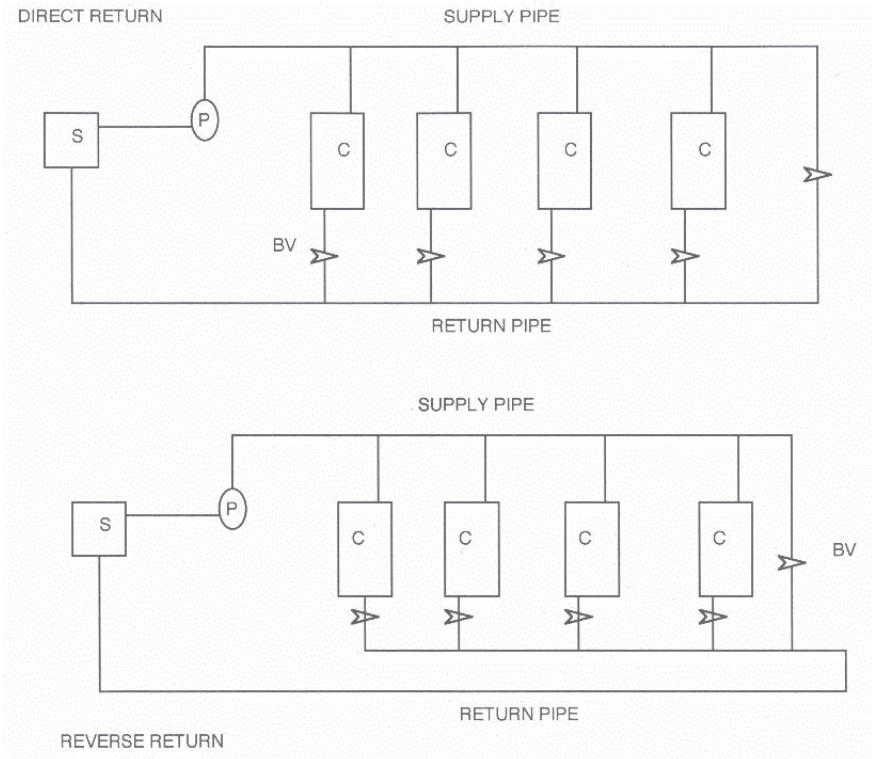 DIRECT RETURN
SUPPLY PIPE
P
S
C
C
C
C
BV
RETURN PIPE
SUPPLY PIPE
P
S
C
C
C
C
BV
RETURN PIPE
REVERSE RETURN